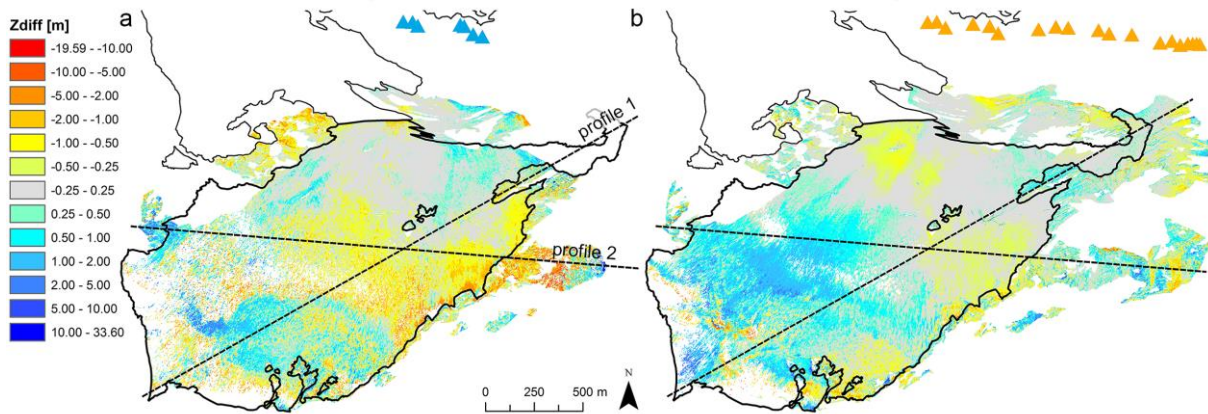 Zdiff [m]
-19.59 - -10.00
-10.00 - -5.00
-5.00 - -2.00
-2.00 - -1.00
-1.00 - -0.50
-0.50 - -0.25
-0.25 - 0.25
0.25 - 0.50
0.50 - 1.00
1.00 - 2.00
2.00 - 5.00
5.00 - 10.00
10.00 - 33.60
a
profile 1
profile 2
b
0 250 500 m
N